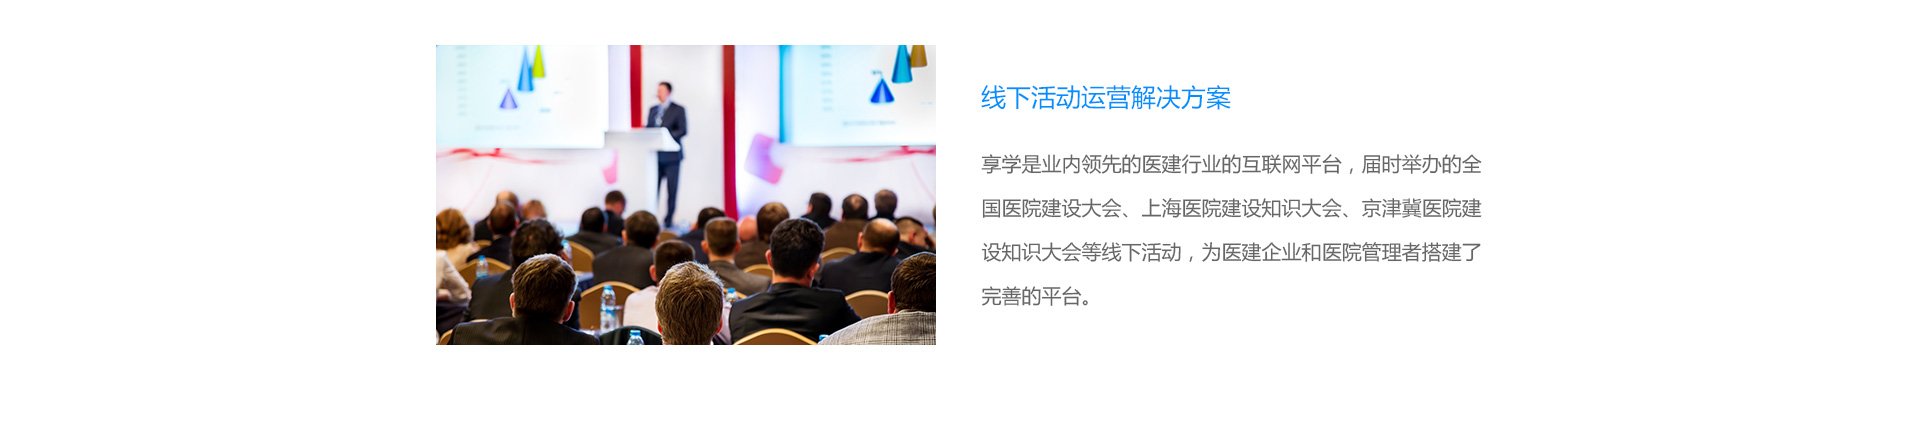 线下活动运营解决方案
享学是业内领先的医建行业的互联网平台，届时举办的全
国医院建设大会、上海医院建设知识大会、京津冀医院建
设知识大会等线下活动，为医建企业和医院管理者搭建了
完善的平台。